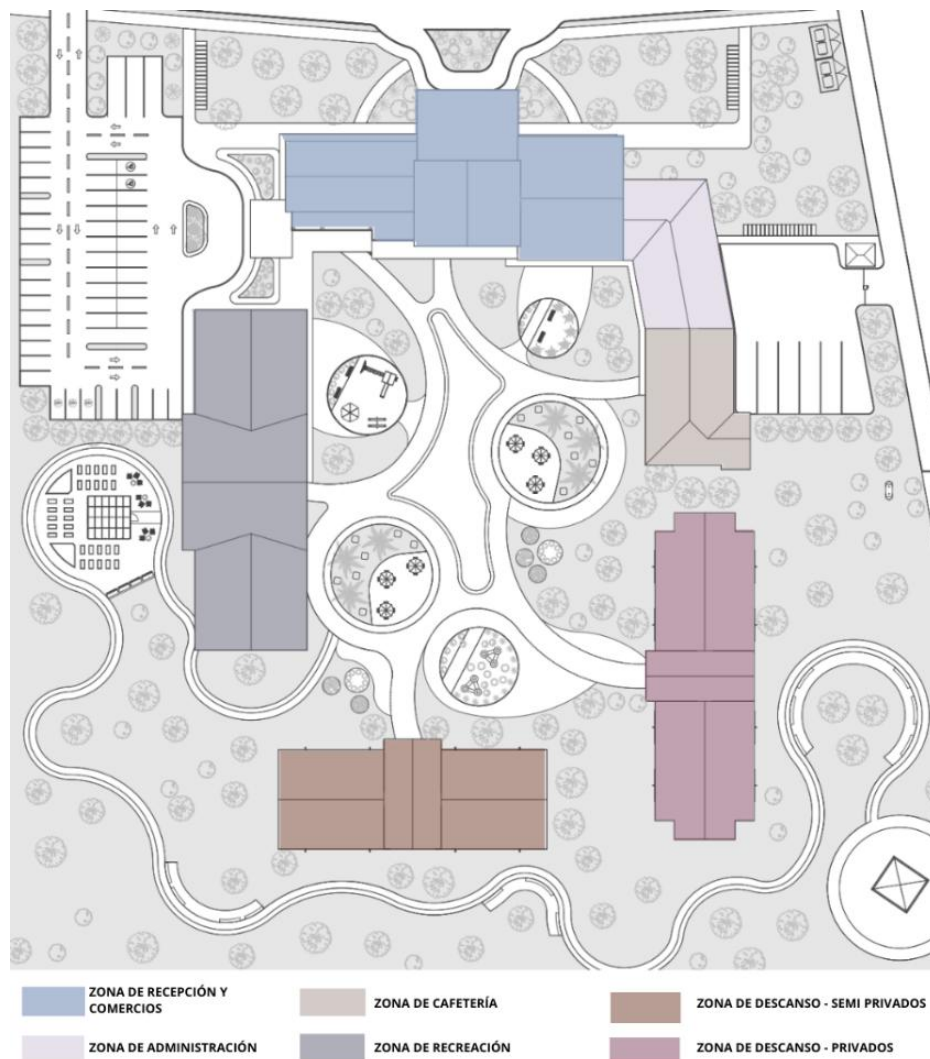 ZONA DE RECEPCIÓN Y
COMERCIOS
ZONA DE CAFETERÍA
ZONA DE DESCANSO - SEMI PRIVADOS
ZONA DE ADMINISTRACIÓN
ZONA DE RECREACIÓN
ZONA DE DESCANSO - PRIVADOS